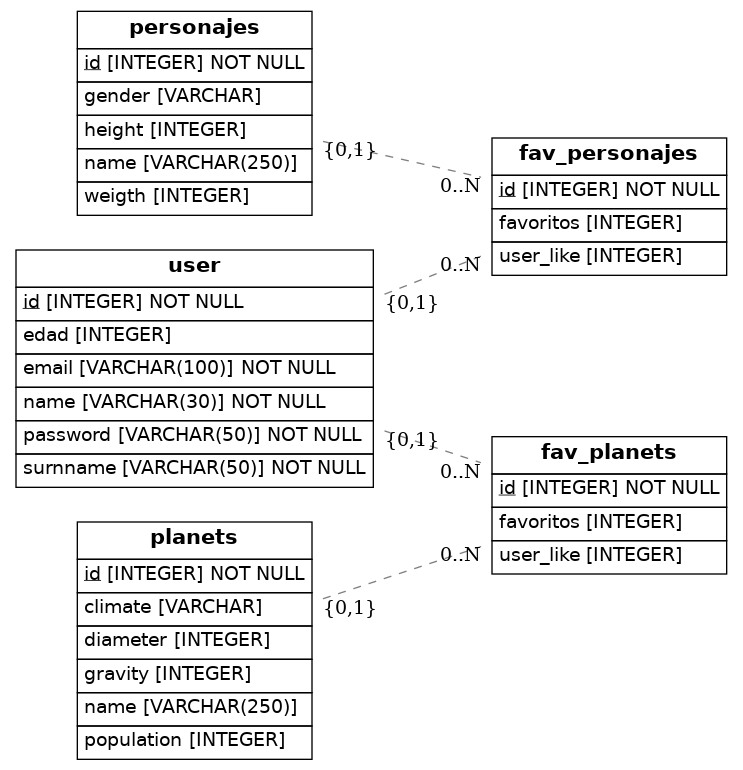 personajes
id [INTEGER] NOT NULL
gender [VARCHAR]
height [INTEGER]
name [VARCHAR(250)]
weigth [INTEGER]
{0,1}
0..N
fav_personajes
id [INTEGER] NOT NULL
favoritos [INTEGER]
user_like [INTEGER]
0..N
{0,1}
user
id [INTEGER] NOT NULL
edad [INTEGER]
email [VARCHAR(100)] NOT NULL
name [VARCHAR(30)] NOT NULL
password [VARCHAR(50)] NOT NULL
surnname [VARCHAR(50)] NOT NULL
{0,1}
0..N
fav_planets
id [INTEGER] NOT NULL
favoritos [INTEGER]
user_like [INTEGER]
0..N
{0,1}
planets
id [INTEGER] NOT NULL
climate [VARCHAR]
diameter [INTEGER]
gravity [INTEGER]
name [VARCHAR(250)]
population [INTEGER]